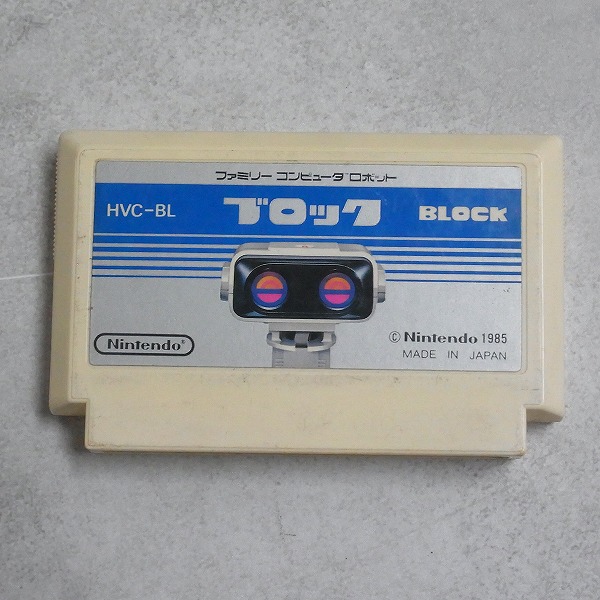 ファミリー コンピュータ ロボット
HVC-BL ブロック BLOCK
Nintendo®
© Nintendo 1985
MADE IN JAPAN